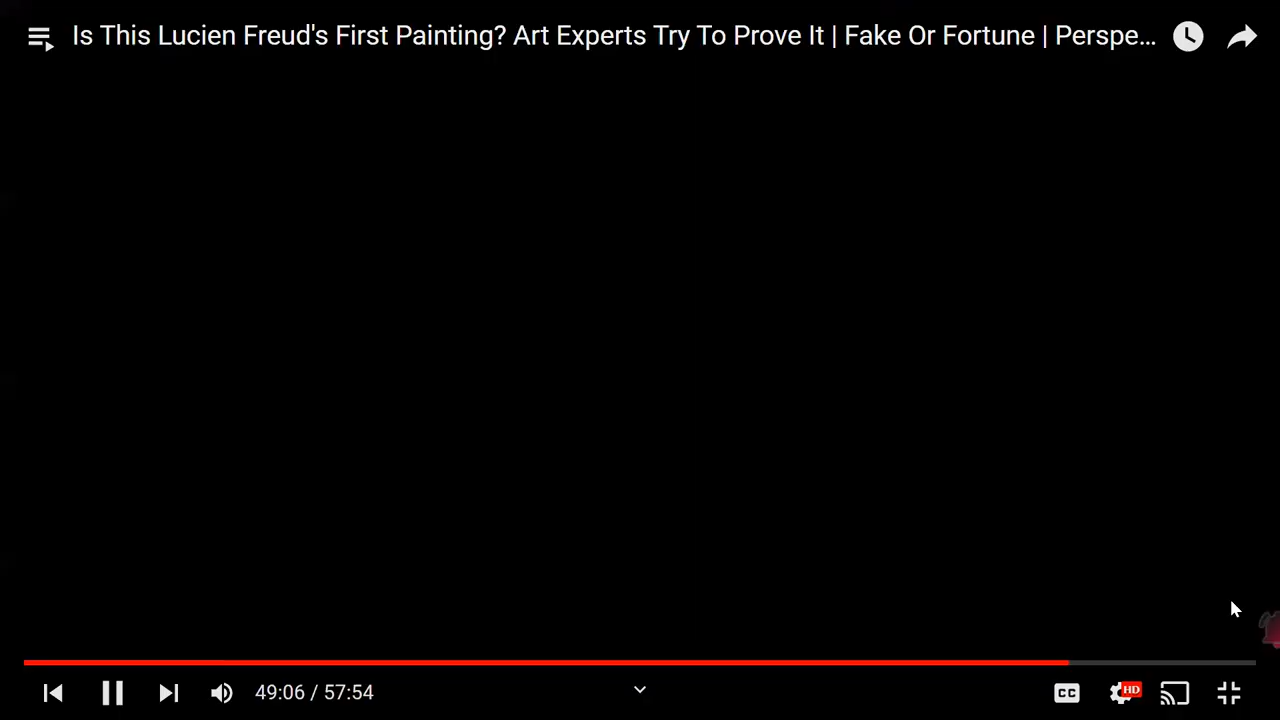 Is This Lucien Freud's First Painting? Art Experts Try To Prove It | Fake Or Fortune | Perspe...
49:06 / 57:54
CC
HD